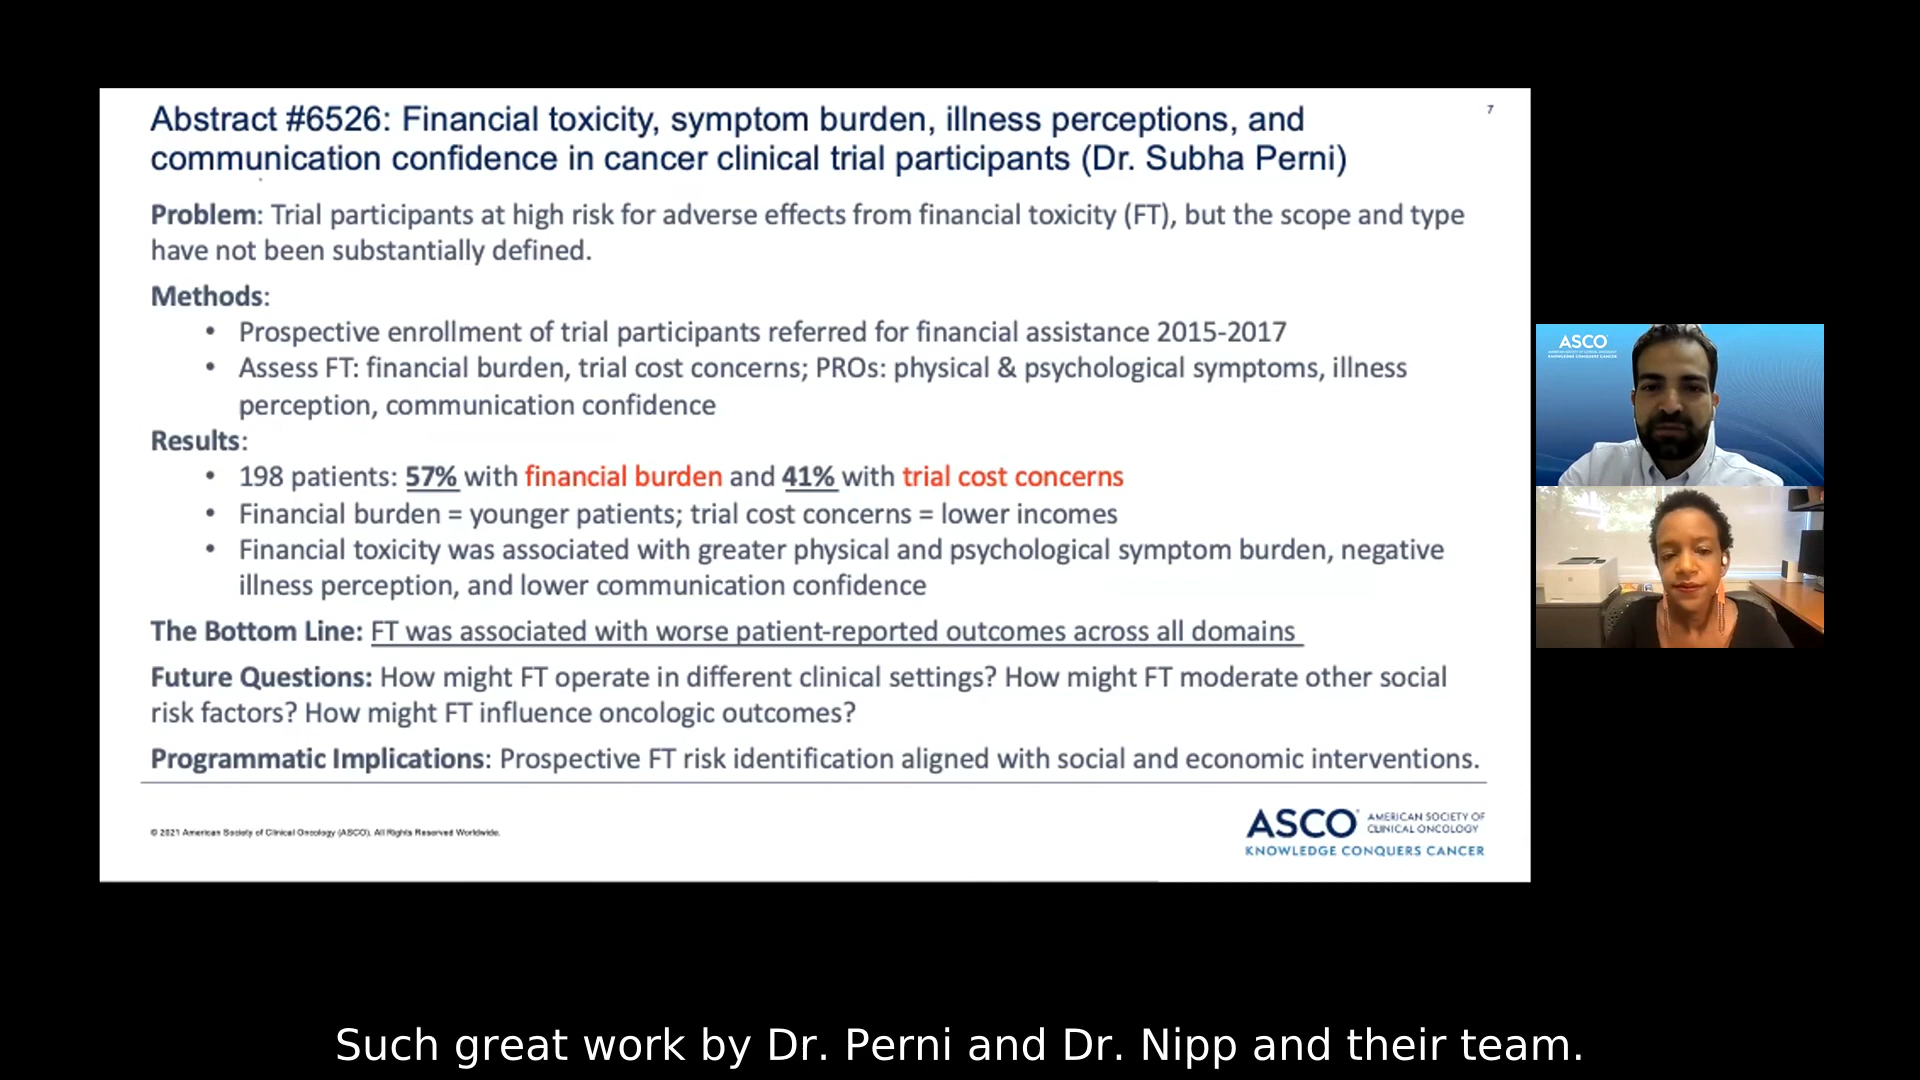 Abstract #6526: Financial toxicity, symptom burden, illness perceptions, and
communication confidence in cancer clinical trial participants (Dr. Subha Perni)
7
Problem: Trial participants at high risk for adverse effects from financial toxicity (FT), but the scope and type
have not been substantially defined.
Methods:
• Prospective enrollment of trial participants referred for financial assistance 2015-2017
• Assess FT: financial burden, trial cost concerns; PROs: physical & psychological symptoms, illness
perception, communication confidence
Results:
• 198 patients: 57% with financial burden and 41% with trial cost concerns
• Financial burden = younger patients; trial cost concerns = lower incomes
• Financial toxicity was associated with greater physical and psychological symptom burden, negative
illness perception, and lower communication confidence
The Bottom Line: FT was associated with worse patient-reported outcomes across all domains
Future Questions: How might FT operate in different clinical settings? How might FT moderate other social
risk factors? How might FT influence oncologic outcomes?
Programmatic Implications: Prospective FT risk identification aligned with social and economic interventions.
© 2021 American Society of Clinical Oncology (ASCO). All Rights Reserved Worldwide.
ASCO AMERICAN SOCIETY OF
CLINICAL ONCOLOGY
KNOWLEDGE CONQUERS CANCER
ASCO
KNOWLEDGE CONQUERS CANCER
Such great work by Dr. Perni and Dr. Nipp and their team.